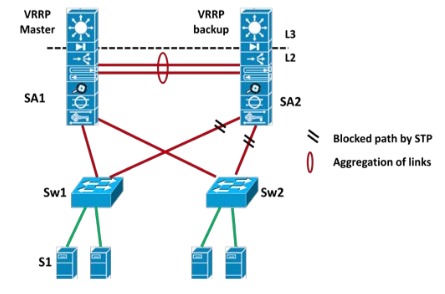 VRRP
Master
VRRP
backup
L3
L2
SA1
SA2
Blocked path by STP
Aggregation of links
Sw1
Sw2
S1